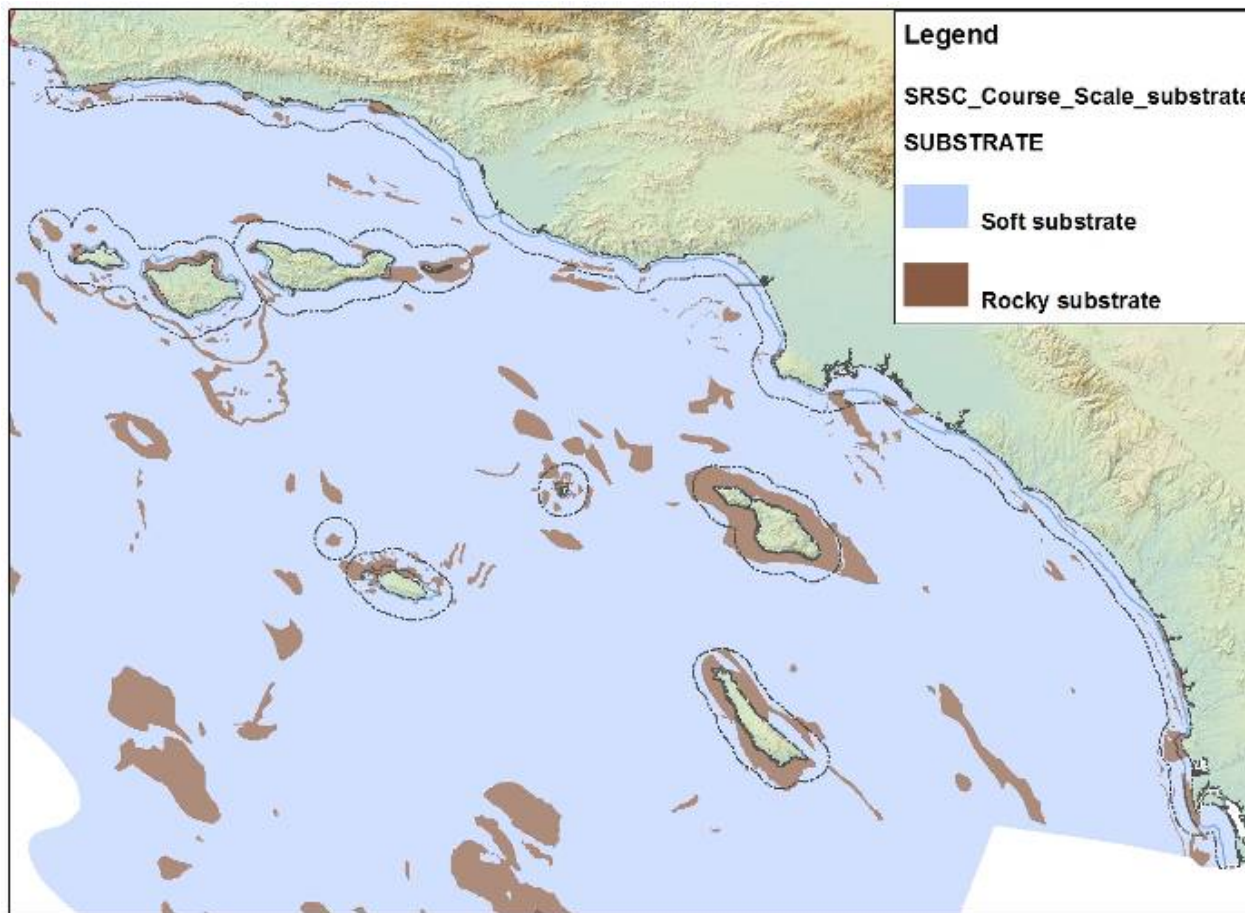 Legend
SRSC_Course_Scale_substrate
SUBSTRATE
Soft substrate
Rocky substrate